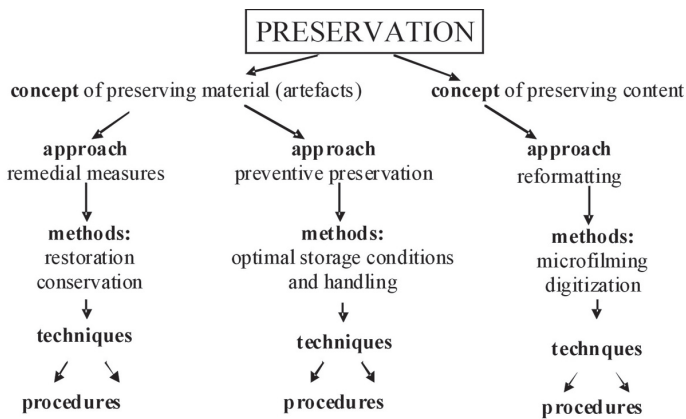 PRESERVATION
concept of preserving material (artefacts)
concept of preserving content
approach
remedial measures
approach
preventive preservation
approach
reformatting
methods:
restoration
conservation
methods:
optimal storage conditions
and handling
methods:
microfilming
digitization
techniques
techniques
technques
procedures
procedures
procedures